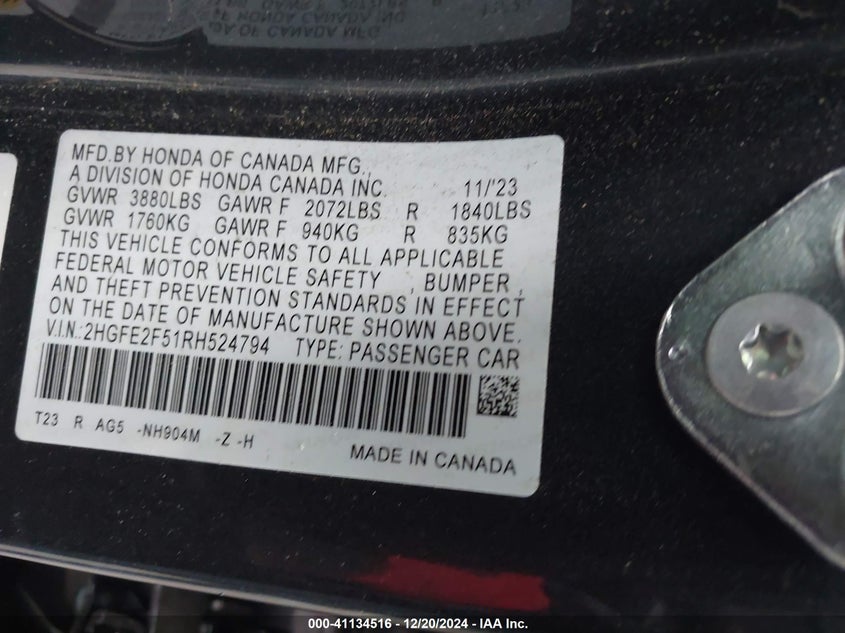 MFD.BY HONDA OF CANADA MFG.,
A DIVISION OF HONDA CANADA INC. 11/'23
GVWR 3880LBS GAWR F 2072LBS R 1840LBS
GVWR 1760KG GAWR F 940KG R 835KG
THIS VEHICLE CONFORMS TO ALL APPLICABLE
FEDERAL MOTOR VEHICLE SAFETY , BUMPER ,
AND THEFT PREVENTION STANDARDS IN EFFECT
ON THE DATE OF MANUFACTURE SHOWN ABOVE.
V.I.N.:2HGFE2F51RH524794 TYPE: PASSENGER CAR
T23 R AG5 -NH904M -Z -H
MADE IN CANADA
000-41134516 - 12/20/2024 - IAA Inc.